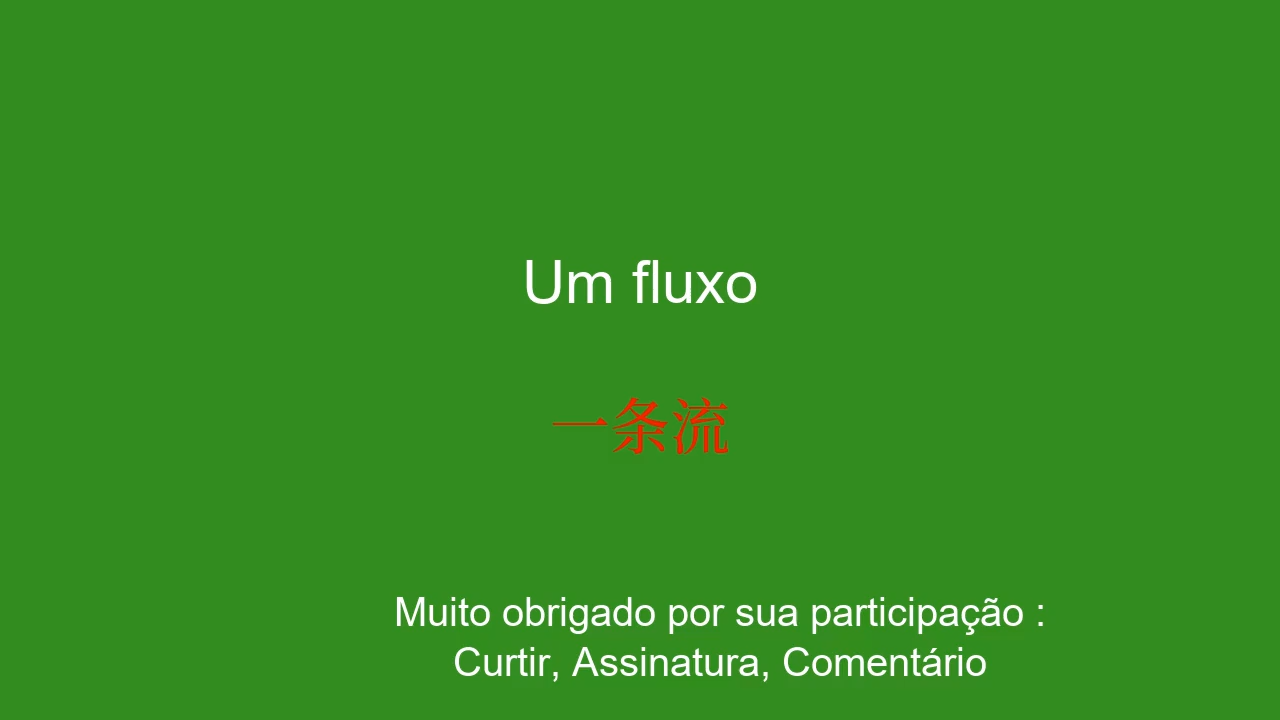 Um fluxo
一条流
Muito obrigado por sua participação :
Curtir, Assinatura, Comentário